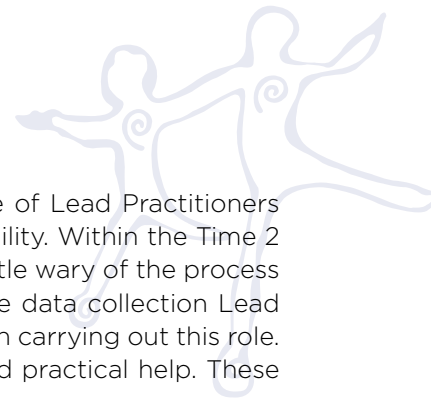 e of Lead Practitioners
ility. Within the Time 2
tle wary of the process
e data collection Lead
n carrying out this role.
d practical help. These